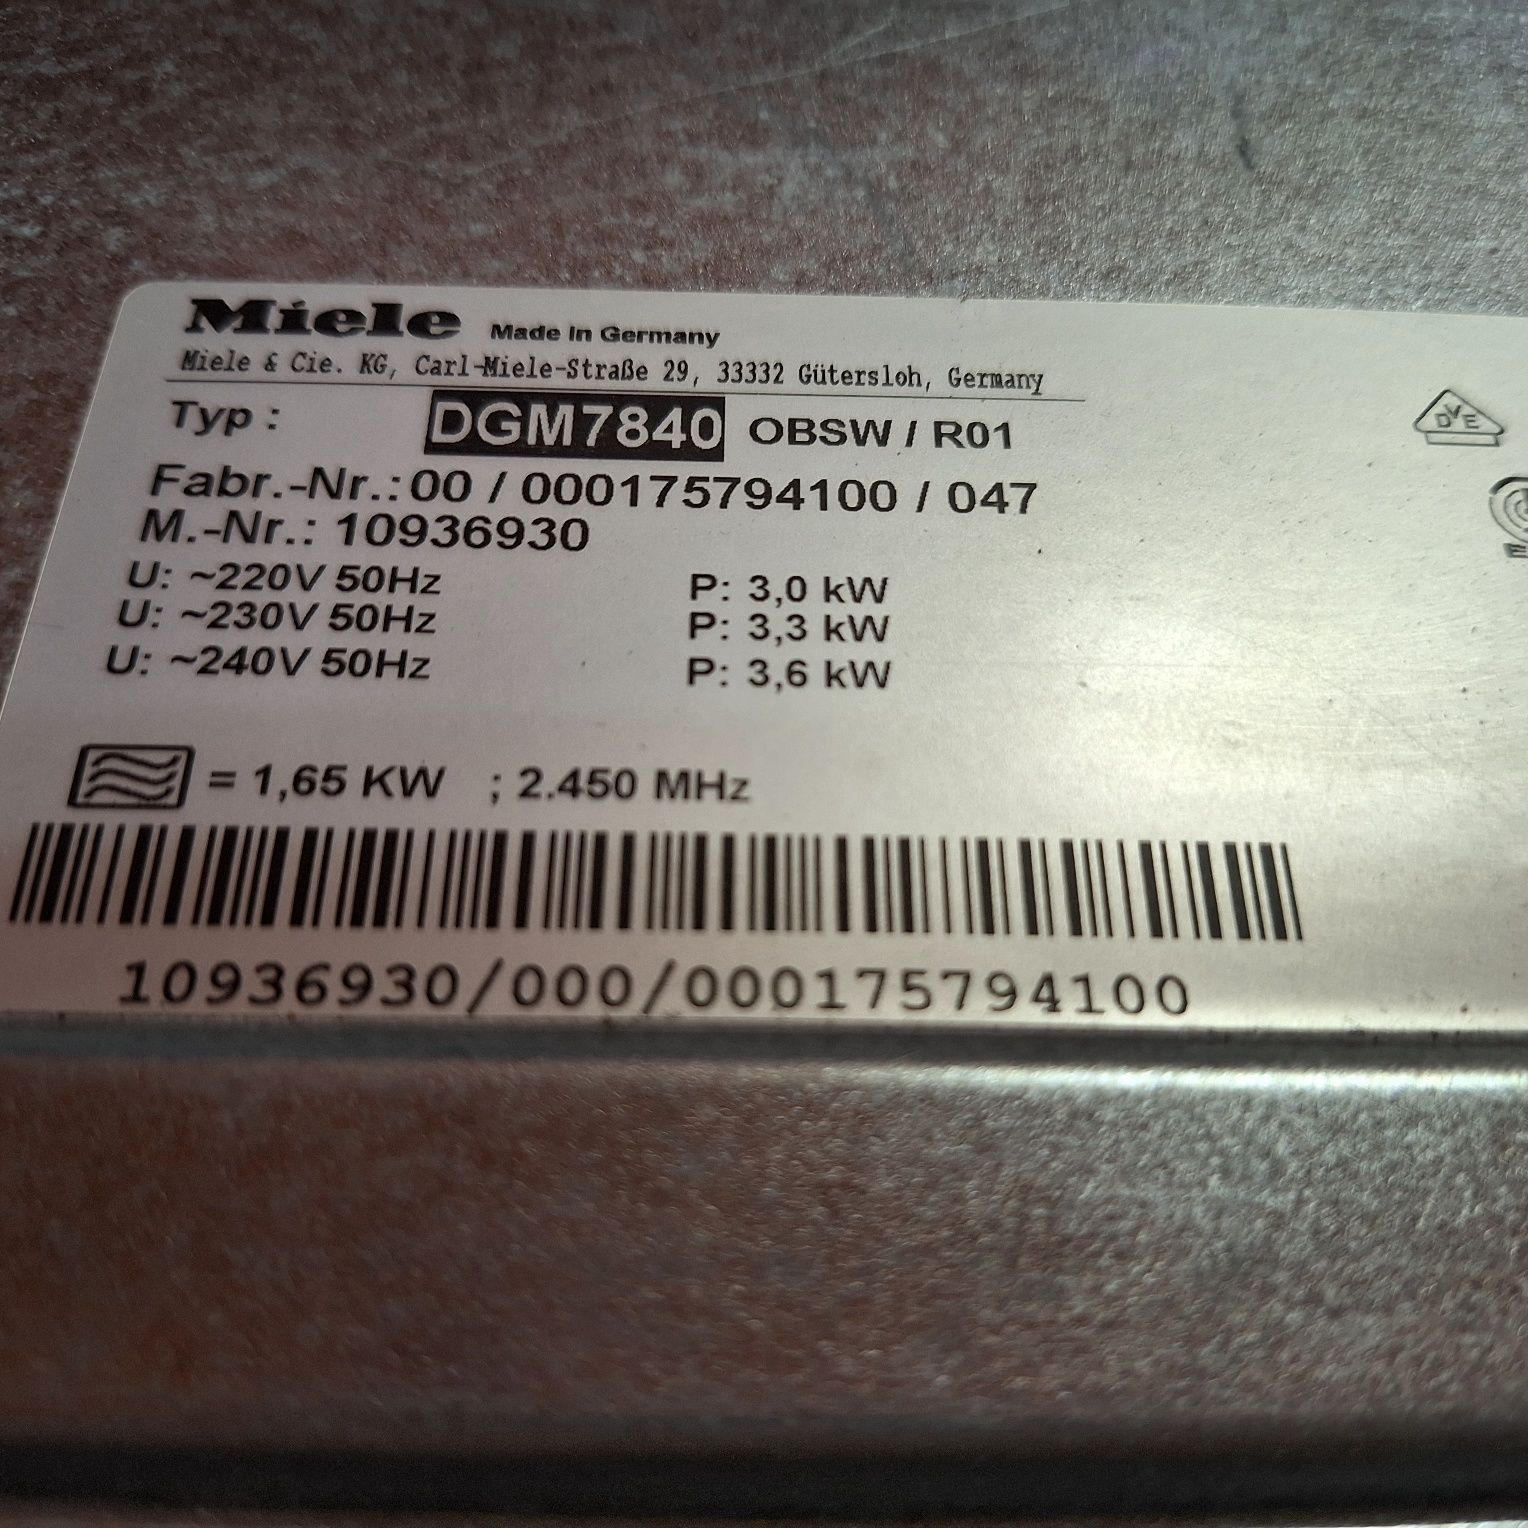 Miele Made In Germany
Miele & Cie. KG, Carl-Miele-Straße 29, 33332 Gütersloh, Germany
Typ : DGM7840 OBSW / R01
DVE
Fabr.-Nr.: 00 / 000175794100 / 047
M.-Nr.: 10936930
U: ~220V 50Hz P: 3,0 kW
U: ~230V 50Hz P: 3,3 kW
U: ~240V 50Hz P: 3,6 kW
= 1,65 KW ; 2.450 MHz
10936930/000/000175794100